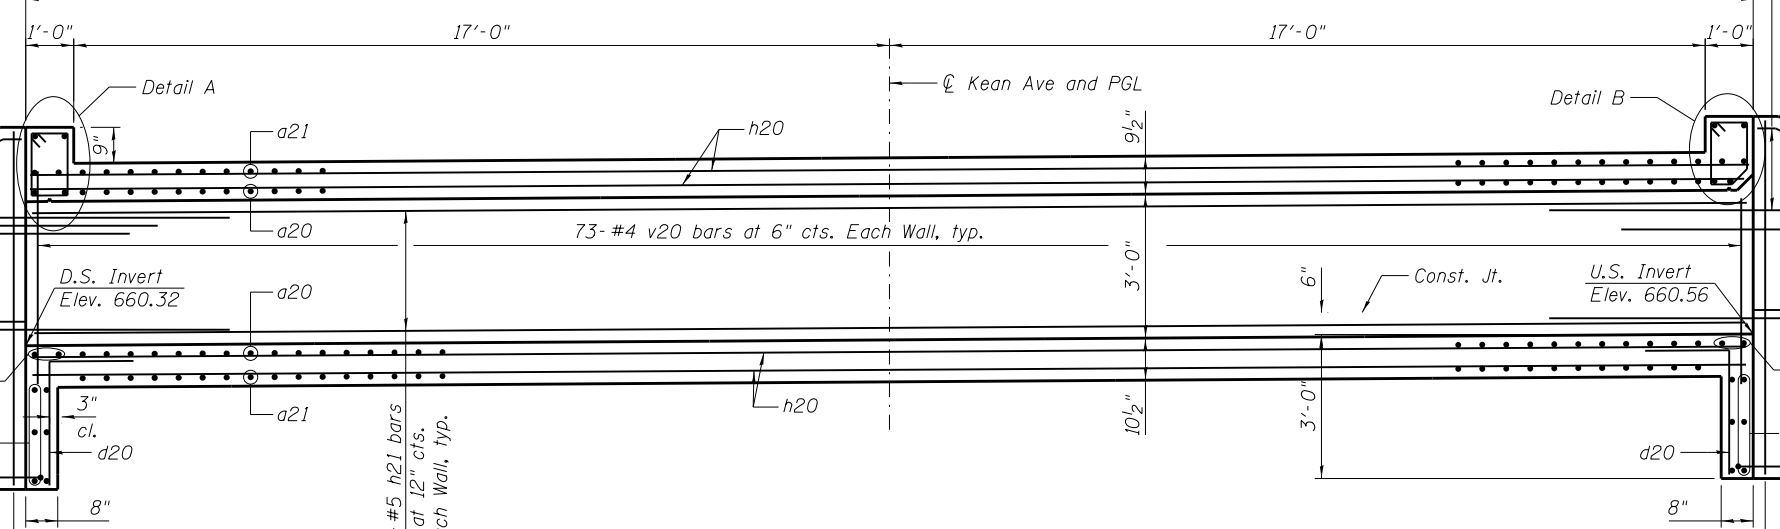 1'-0"
17'-0"
17'-0"
1'-0"
Detail A
℄ Kean Ave and PGL
Detail B
a21
h20
9½"
9"
a20
73-#4 v20 bars at 6" cts. Each Wall, typ.
3'-0"
D.S. Invert
Elev. 660.32
a20
6"
Const. Jt.
U.S. Invert
Elev. 660.56
3"
cl.
a21
h20
10½"
3'-0"
d20
d20
#5 h21 bars
at 12" cts.
ch Wall, typ.
8"
8"